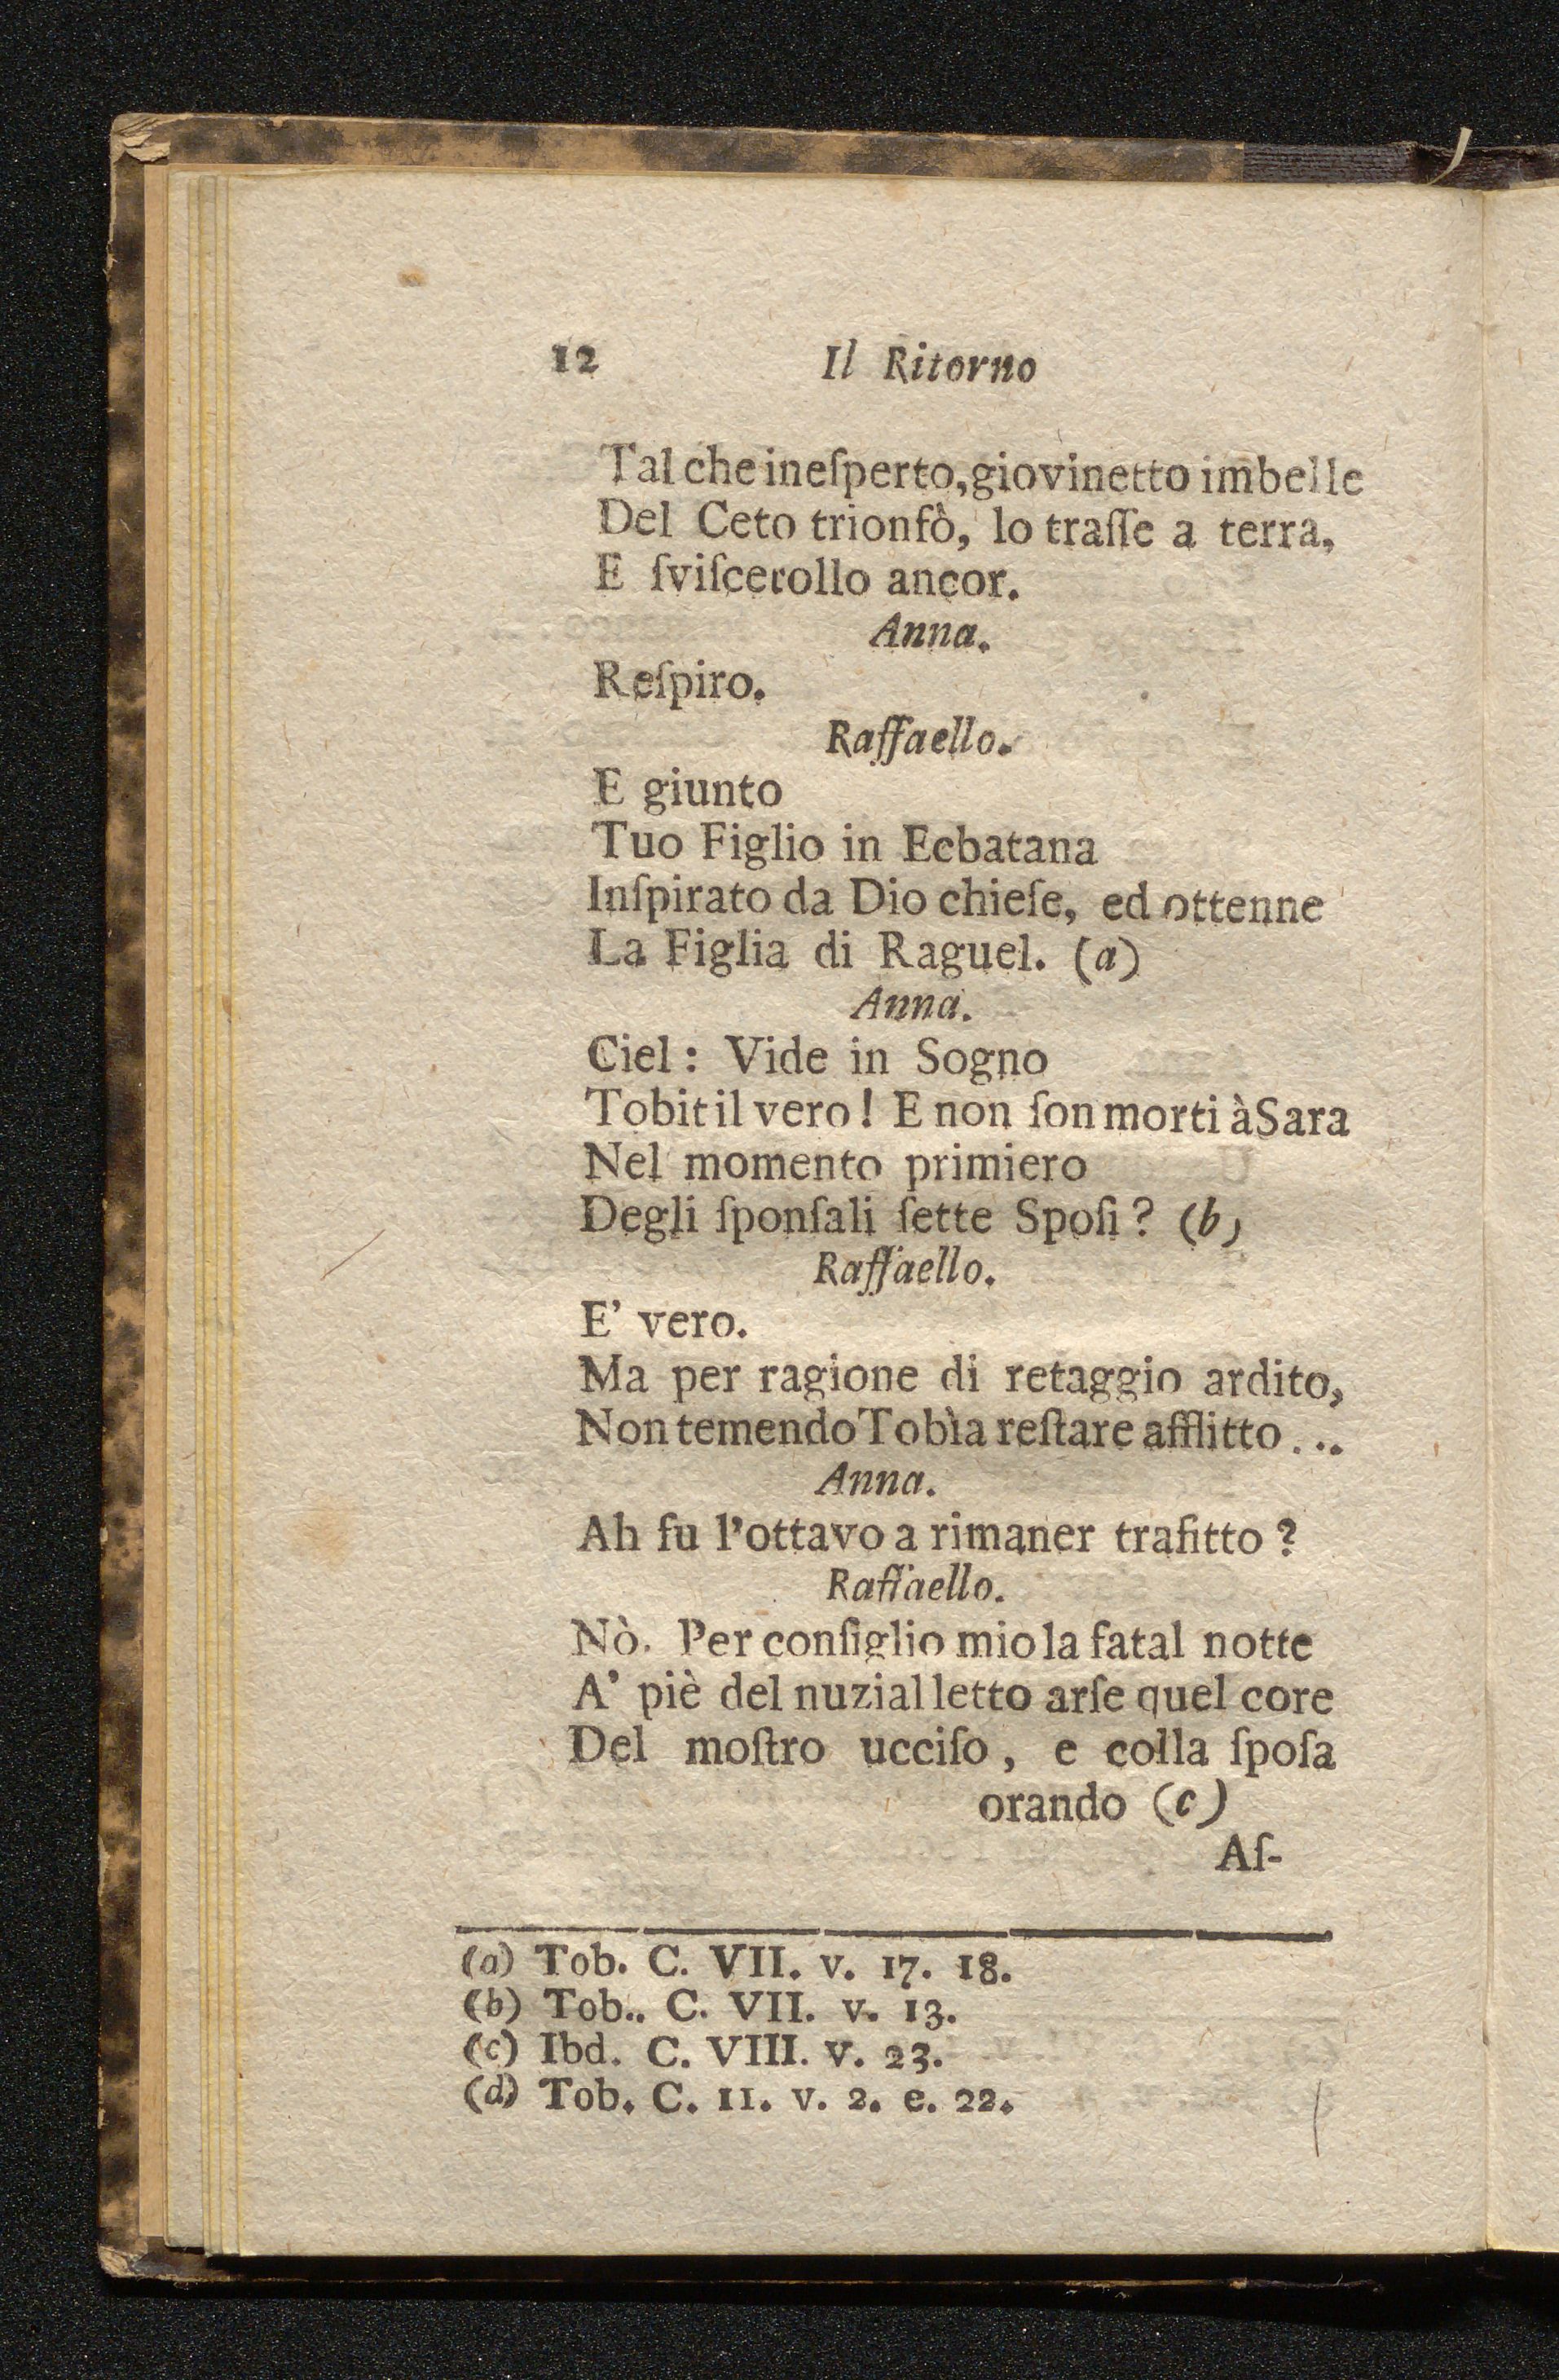 12 Il Ritorno
Tal che ineſperto, giovinetto imbelle
Del Ceto trionfò, lo traſſe a terra,
E ſviſcerollo ancor.
Anna.
Reſpiro.
Raffaello.
E giunto
Tuo Figlio in Ecbatana
Inſpirato da Dio chieſe, ed ottenne
La Figlia di Raguel. (a)
Anna.
Ciel: Vide in Sogno
Tobit il vero! E non ſon morti à Sara
Nel momento primiero
Degli ſponſali ſette Spoſi? (b)
Raffaello.
E' vero.
Ma per ragione di retaggio ardito,
Non temendo Tobìa reſtare afflitto...
Anna.
Ah fu l'ottavo a rimaner trafitto?
Raffaello.
Nò. Per conſiglio mio la fatal notte
A' piè del nuzial letto arſe quel core
Del moſtro ucciſo, e colla ſpoſa
orando (c)
Aſ-
(a) Tob. C. VII. v. 17. 18.
(b) Tob.. C. VII. v. 13.
(c) Ibd. C. VIII. v. 23.
(d) Tob. C. 11. v. 2. e. 22.